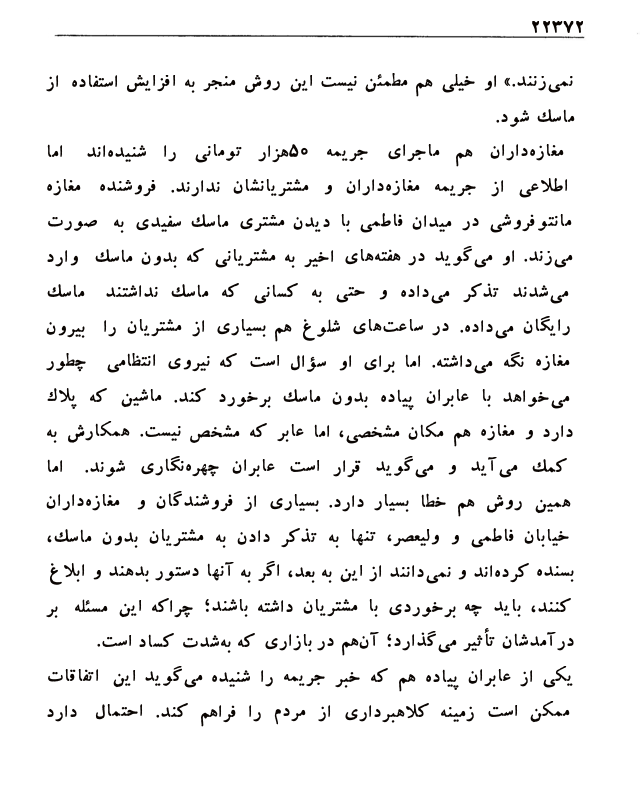 ۲۲۳۷۲
نمی‌زنند.» او خیلی هم مطمئن نیست این روش منجر به افزایش استفاده از
ماسك شود.
مغازه‌داران هم ماجرای جریمه ۵۰هزار تومانی را شنیده‌اند اما
اطلاعی از جریمه مغازه‌داران و مشتریانشان ندارند. فروشنده مغازه
مانتوفروشی در میدان فاطمی با دیدن مشتری ماسك سفیدی به صورت
می‌زند. او می‌گوید در هفته‌های اخیر به مشتریانی که بدون ماسك وارد
می‌شدند تذکر می‌داده و حتی به کسانی که ماسك نداشتند ماسك
رایگان می‌داده. در ساعت‌های شلوغ هم بسیاری از مشتریان را بیرون
مغازه نگه می‌داشته. اما برای او سؤال است که نیروی انتظامی چطور
می‌خواهد با عابران پیاده بدون ماسك برخورد کند. ماشین که پلاك
دارد و مغازه هم مکان مشخصی، اما عابر که مشخص نیست. همکارش به
کمك می‌آید و می‌گوید قرار است عابران چهره‌نگاری شوند. اما
همین روش هم خطا بسیار دارد. بسیاری از فروشندگان و مغازه‌داران
خیابان فاطمی و ولیعصر، تنها به تذکر دادن به مشتریان بدون ماسك،
بسنده کرده‌اند و نمی‌دانند از این به بعد، اگر به آنها دستور بدهند و ابلاغ
کنند، باید چه برخوردی با مشتریان داشته باشند؛ چراکه این مسئله بر
درآمدشان تأثیر می‌گذارد؛ آن‌هم در بازاری که به‌شدت کساد است.
یکی از عابران پیاده هم که خبر جریمه را شنیده می‌گوید این اتفاقات
ممکن است زمینه کلاهبرداری از مردم را فراهم کند. احتمال دارد